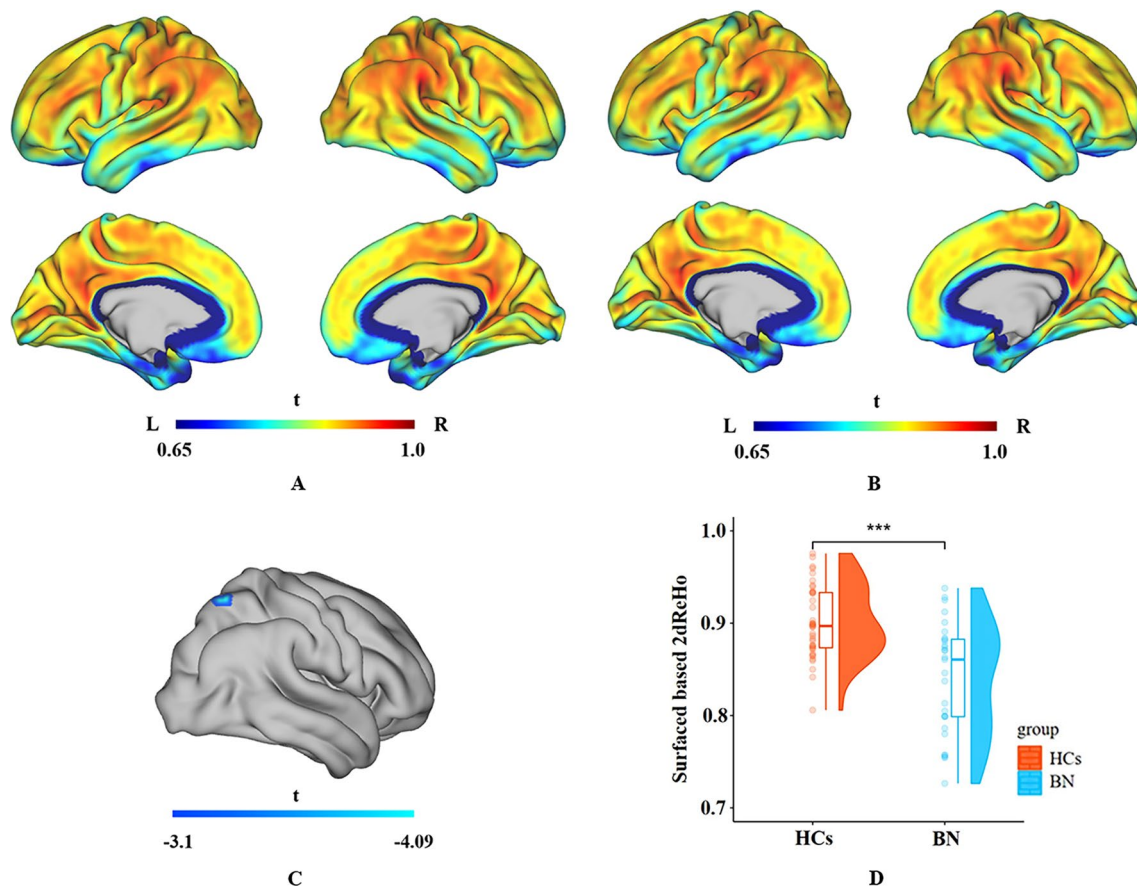 t
L R
0.65 1.0
A
t
L R
0.65 1.0
B
t
-3.1 -4.09
C
***
Surfaced based 2dReHo
1.0
0.9
0.8
0.7
HCs BN
group
HCs
BN
D